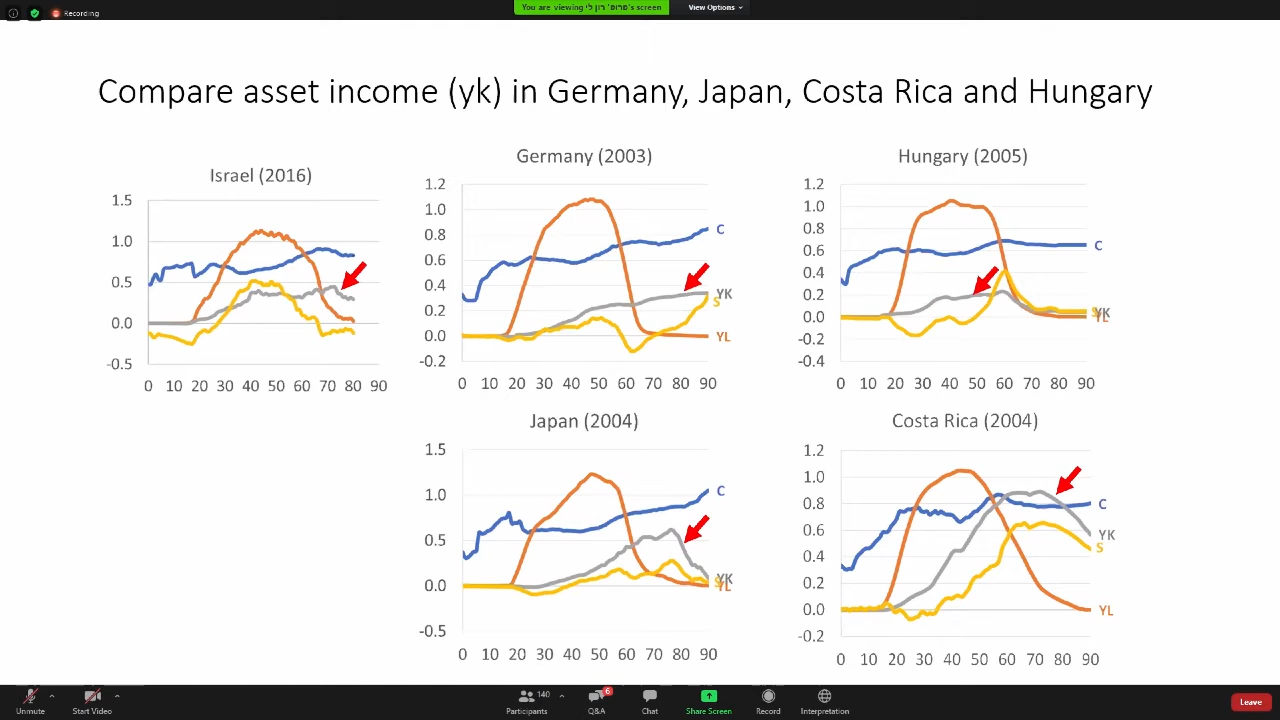 Recording
You are viewing פרופ' רון לי's screen
View Options
Compare asset income (yk) in Germany, Japan, Costa Rica and Hungary
Israel (2016)
1.5
1.0
0.5
0.0
-0.5
0 10 20 30 40 50 60 70 80 90
Germany (2003)
1.2
1.0
0.8
0.6
0.4
0.2
0.0
-0.2
C
YK
S
YL
0 10 20 30 40 50 60 70 80 90
Hungary (2005)
1.2
1.0
0.8
0.6
0.4
0.2
0.0
-0.2
-0.4
C
S
YK
YL
0 10 20 30 40 50 60 70 80 90
Japan (2004)
1.5
1.0
0.5
0.0
-0.5
C
YK
S
YL
0 10 20 30 40 50 60 70 80 90
Costa Rica (2004)
1.2
1.0
0.8
0.6
0.4
0.2
0.0
-0.2
C
YK
S
YL
0 10 20 30 40 50 60 70 80 90
Unmute
Start Video
140
Participants
6
Q&A
Chat
Share Screen
Record
Interpretation
Leave